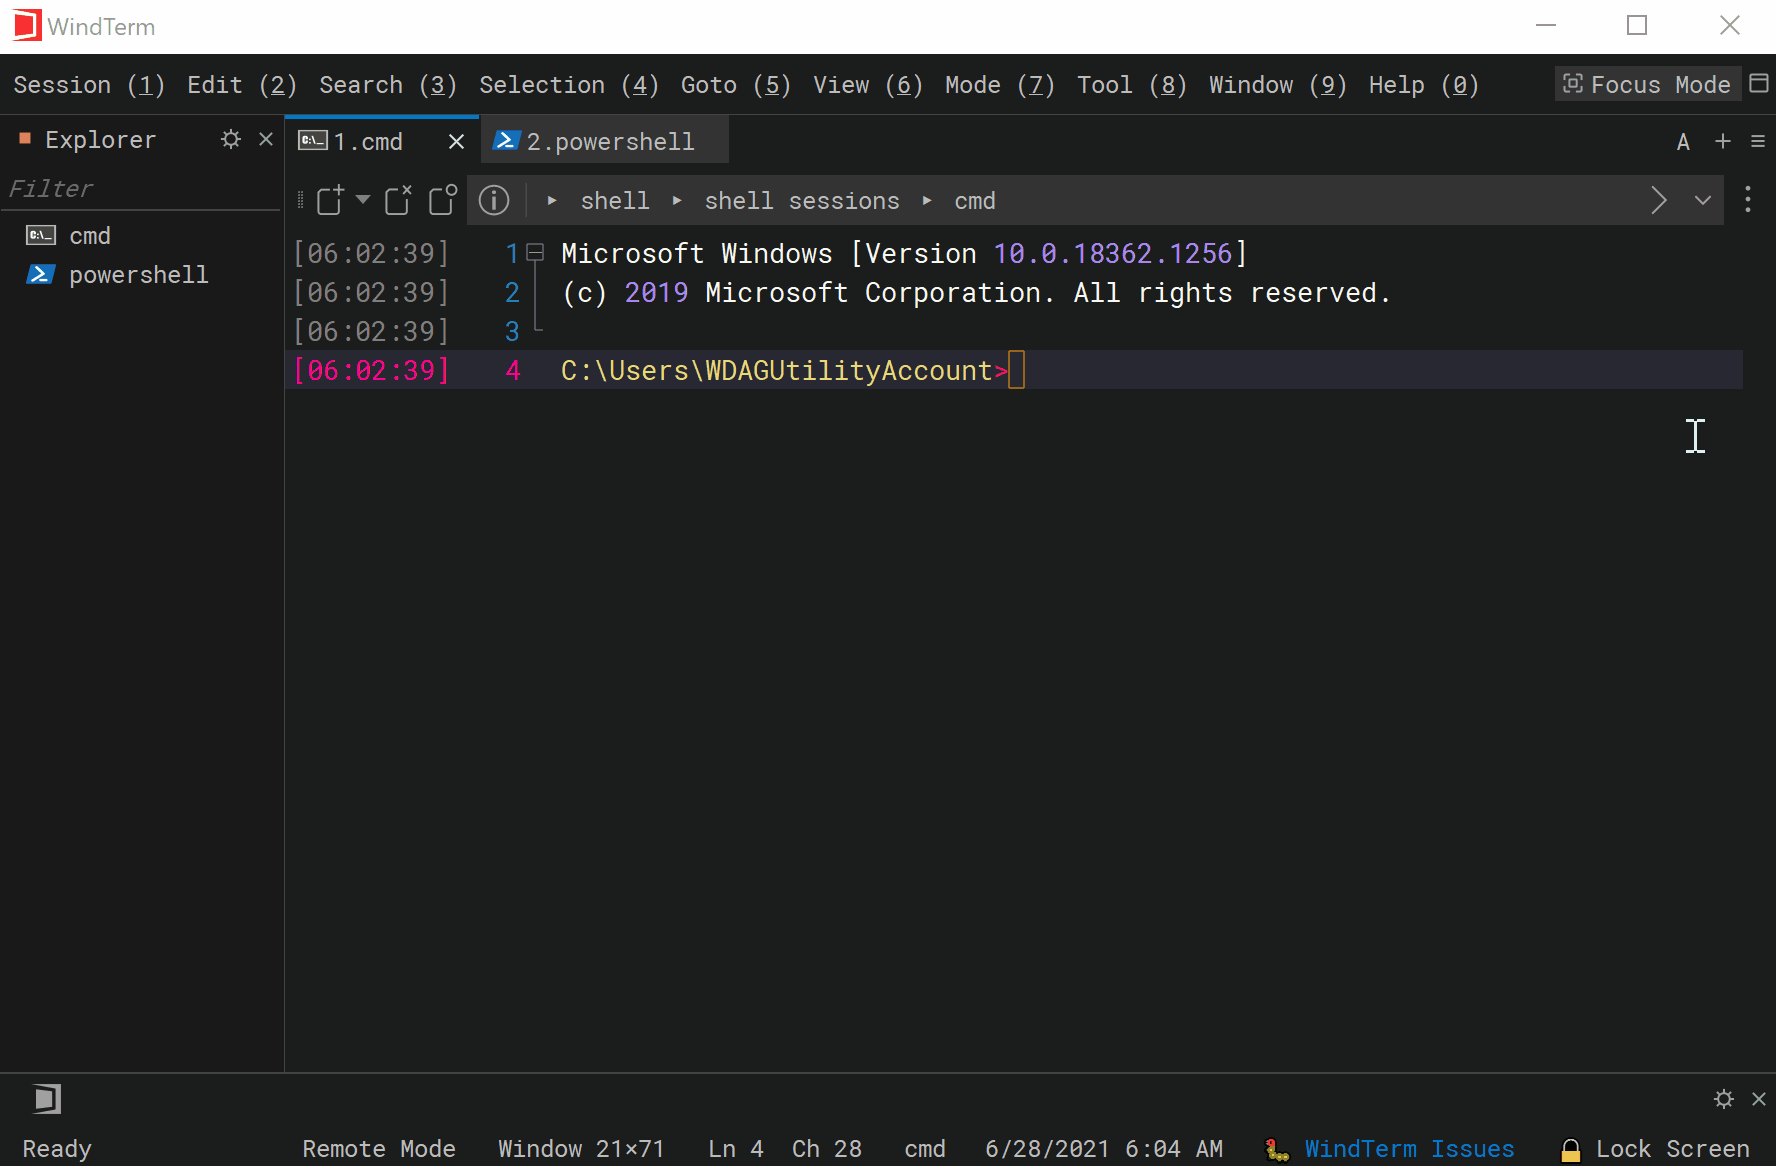 WindTerm
Session (1) Edit (2) Search (3) Selection (4) Goto (5) View (6) Mode (7) Tool (8) Window (9) Help (0) Focus Mode
Explorer
1.cmd
2.powershell
A
Filter
shell
shell sessions
cmd
cmd
powershell
[06:02:39] 1 Microsoft Windows [Version 10.0.18362.1256]
[06:02:39] 2 (c) 2019 Microsoft Corporation. All rights reserved.
[06:02:39] 3
[06:02:39] 4 C:\Users\WDAGUtilityAccount>
Ready Remote Mode Window 21×71 Ln 4 Ch 28 cmd 6/28/2021 6:04 AM WindTerm Issues Lock Screen